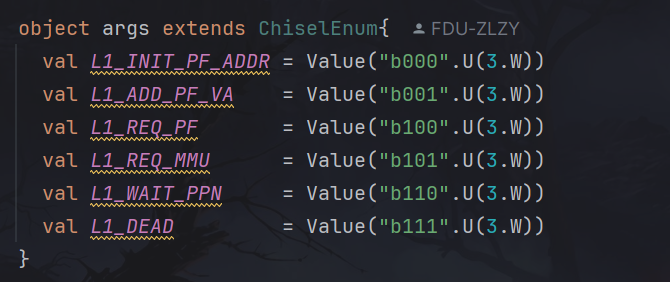 object args extends ChiselEnum{ FDU-ZLZY
  val L1_INIT_PF_ADDR = Value("b000".U(3.W))
  val L1_ADD_PF_VA    = Value("b001".U(3.W))
  val L1_REQ_PF       = Value("b100".U(3.W))
  val L1_REQ_MMU      = Value("b101".U(3.W))
  val L1_WAIT_PPN     = Value("b110".U(3.W))
  val L1_DEAD         = Value("b111".U(3.W))
}